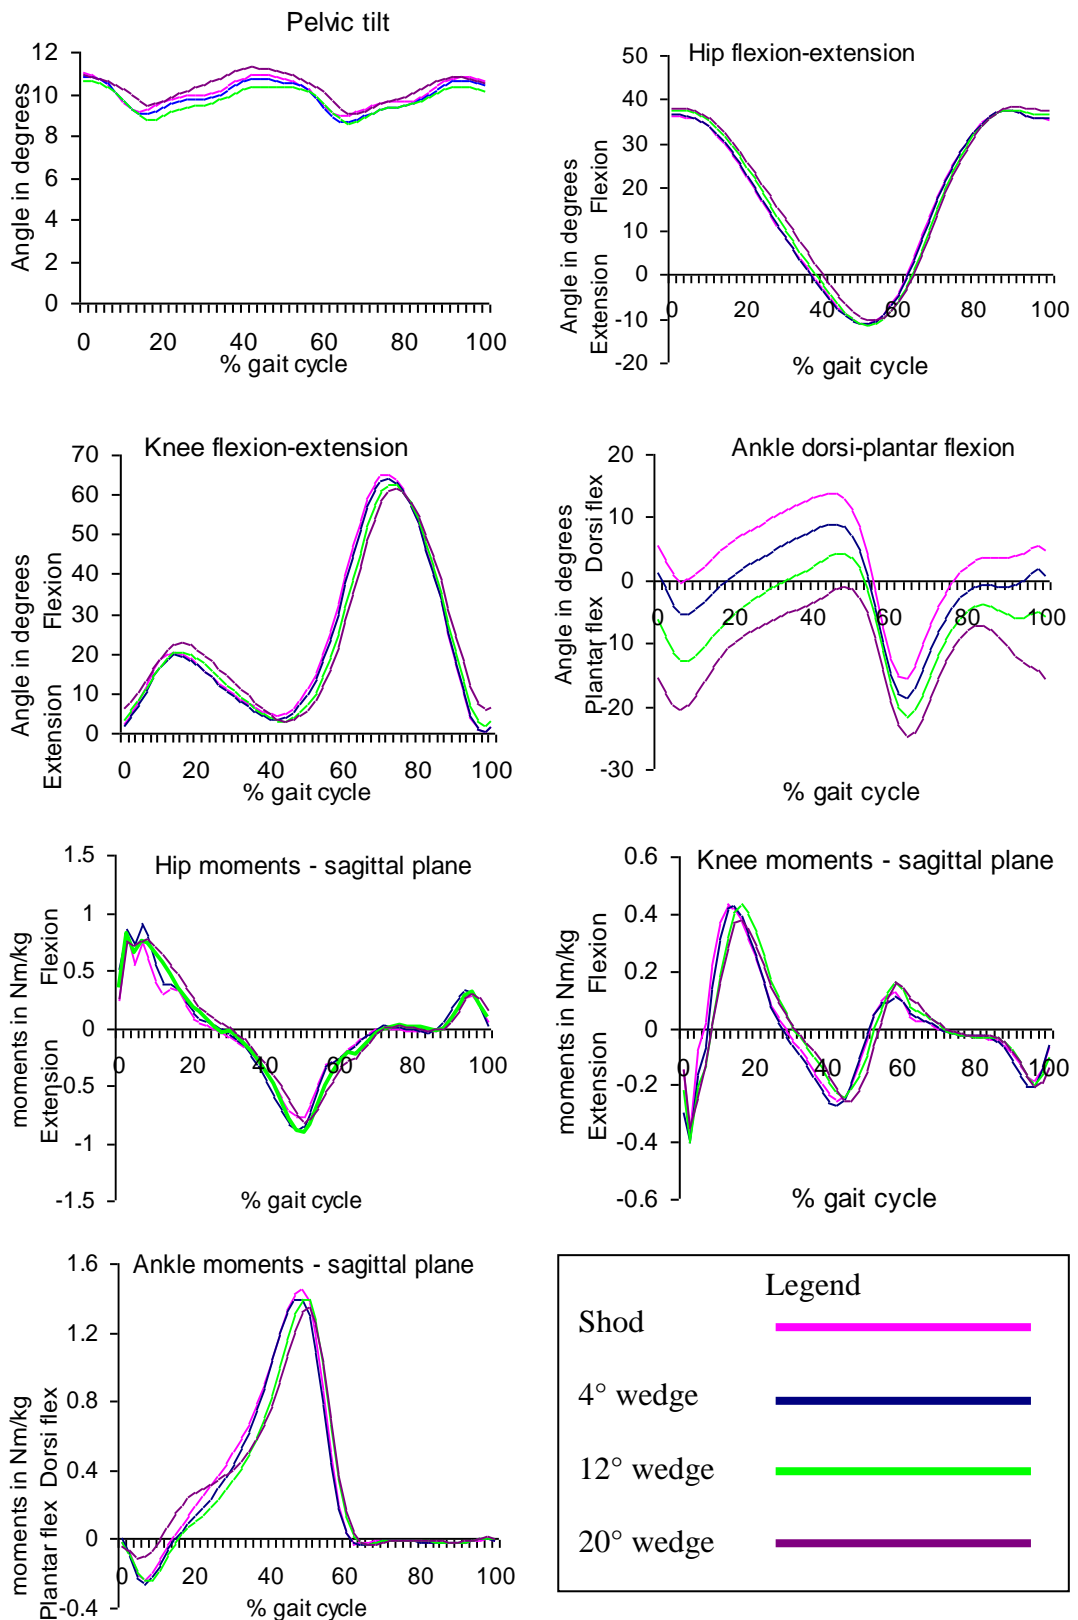 Pelvic tilt
12
10
8
6
4
2
0
Angle in degrees
0 20 40 60 80 100
% gait cycle
Hip flexion-extension
50
40
30
20
10
0
-10
-20
Angle in degrees
Extension Flexion
0 20 40 60 80 100
% gait cycle
Knee flexion-extension
70
60
50
40
30
20
10
0
Angle in degrees
Extension Flexion
0 20 40 60 80 100
% gait cycle
Ankle dorsi-plantar flexion
20
10
0
-10
-20
-30
Angle in degrees
Plantar flex Dorsi flex
0 20 40 60 80 100
% gait cycle
Hip moments - sagittal plane
1.5
1
0.5
0
-0.5
-1
-1.5
moments in Nm/kg
Extension Flexion
0 20 40 60 80 100
% gait cycle
Knee moments - sagittal plane
0.6
0.4
0.2
0
-0.2
-0.4
-0.6
moments in Nm/kg
Extension Flexion
0 20 40 60 80 100
% gait cycle
Ankle moments - sagittal plane
1.6
1.2
0.8
0.4
0
-0.4
moments in Nm/kg
Plantar flex Dorsi flex
0 20 40 60 80 100
% gait cycle
Legend
Shod
4° wedge
12° wedge
20° wedge